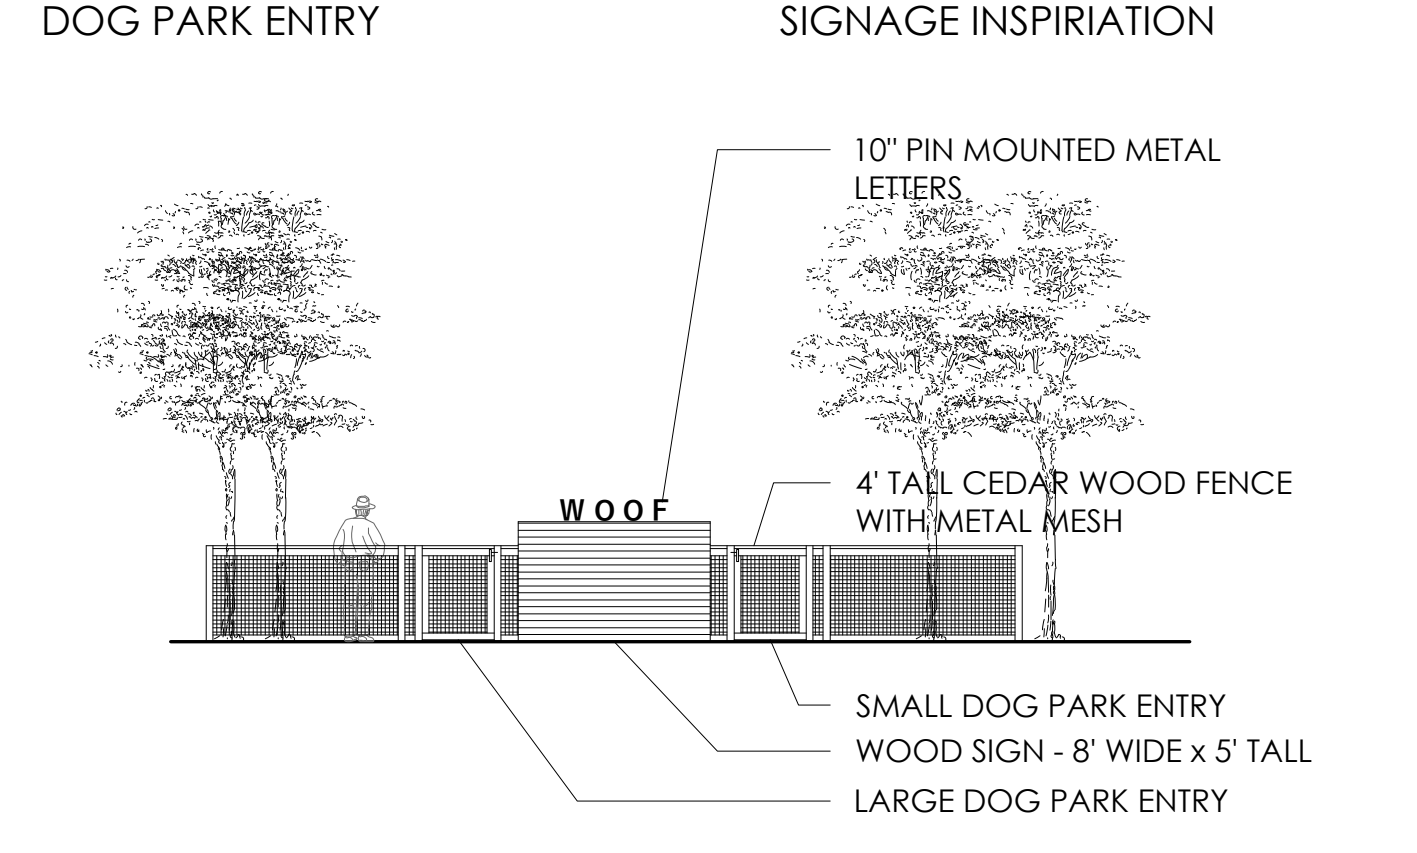 DOG PARK ENTRY
SIGNAGE INSPIRIATION
10" PIN MOUNTED METAL
LETTERS
4' TALL CEDAR WOOD FENCE
WITH METAL MESH
WOOF
SMALL DOG PARK ENTRY
WOOD SIGN - 8' WIDE x 5' TALL
LARGE DOG PARK ENTRY